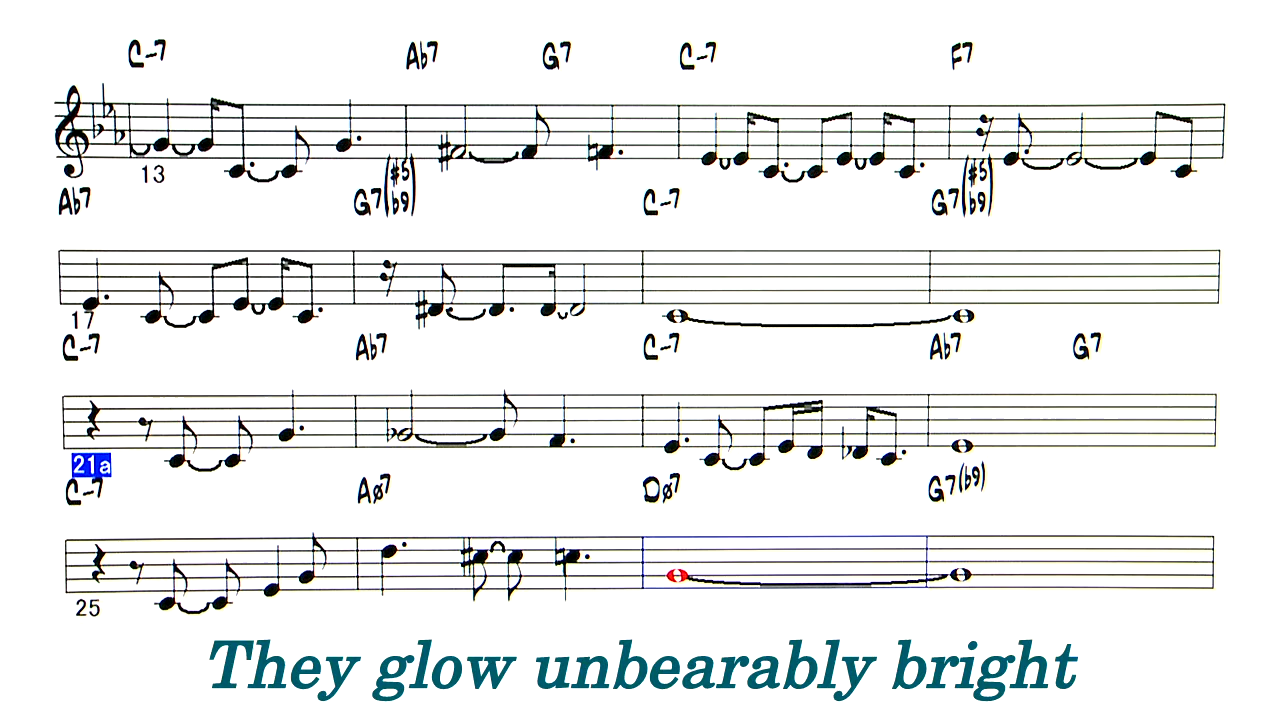 C-7 Ab7 G7 C-7 F7
13
Ab7 G7(#5 b9) C-7 G7(#5 b9)
17
C-7 Ab7 C-7 Ab7 G7
21a
C-7 Aø7 Dø7 G7(b9)
25
They glow unbearably bright